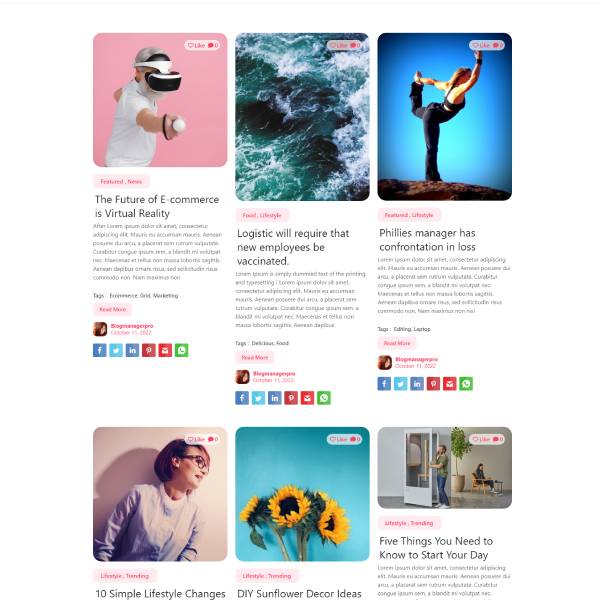 Like 0
Featured , News
The Future of E-commerce
is Virtual Reality
After Lorem ipsum dolor sit amet, consectetur
adipiscing elit. Mauris eu accumsan mauris. Aenean
posuere dui arcu, a placerat sem rutrum vulputate.
Curabitur congue ipsum sem, a blandit mi volutpat
nec. Maecenas et tellus non massa lobortis sagittis.
Aenean dapibus ornare risus, sed sollicitudin risus
commodo non. Nam maximus non
Tags : Ecommerce, Grid, Marketing
Read More
Blogmanagerpro
October 11, 2022
Like 0
Food , Lifestyle
Logistic will require that
new employees be
vaccinated.
Lorem Ipsum is simply dummied text of the printing
and typesetting i Lorem ipsum dolor sit amet,
consectetur adipiscing elit. Mauris eu accumsan
mauris. Aenean posuere dui arcu, a placerat sem
rutrum vulputate. Curabitur congue ipsum sem, a
blandit mi volutpat nec. Maecenas et tellus non
massa lobortis sagittis. Aenean dapibus
Tags : Delicious, Food
Read More
Blogmanagerpro
October 11, 2022
Like 0
Featured , Lifestyle
Phillies manager has
confrontation in loss
Lorem ipsum dolor sit amet, consectetur adipiscing
elit. Mauris eu accumsan mauris. Aenean posuere dui
arcu, a placerat sem rutrum vulputate. Curabitur
congue ipsum sem, a blandit mi volutpat nec.
Maecenas et tellus non massa lobortis sagittis.
Aenean dapibus ornare risus, sed sollicitudin risus
commodo non. Nam maximus non nisi
Tags : Editing, Laptop
Read More
Blogmanagerpro
October 11, 2022
Like 0
Lifestyle , Trending
10 Simple Lifestyle Changes
Like 0
Lifestyle , Trending
DIY Sunflower Decor Ideas
Like 0
Lifestyle , Trending
Five Things You Need to
Know to Start Your Day
Lorem ipsum dolor sit amet, consectetur adipiscing
elit. Mauris eu accumsan mauris. Aenean posuere dui
arcu, a placerat sem rutrum vulputate. Curabitur
congue ipsum sem, a blandit mi volutpat nec.